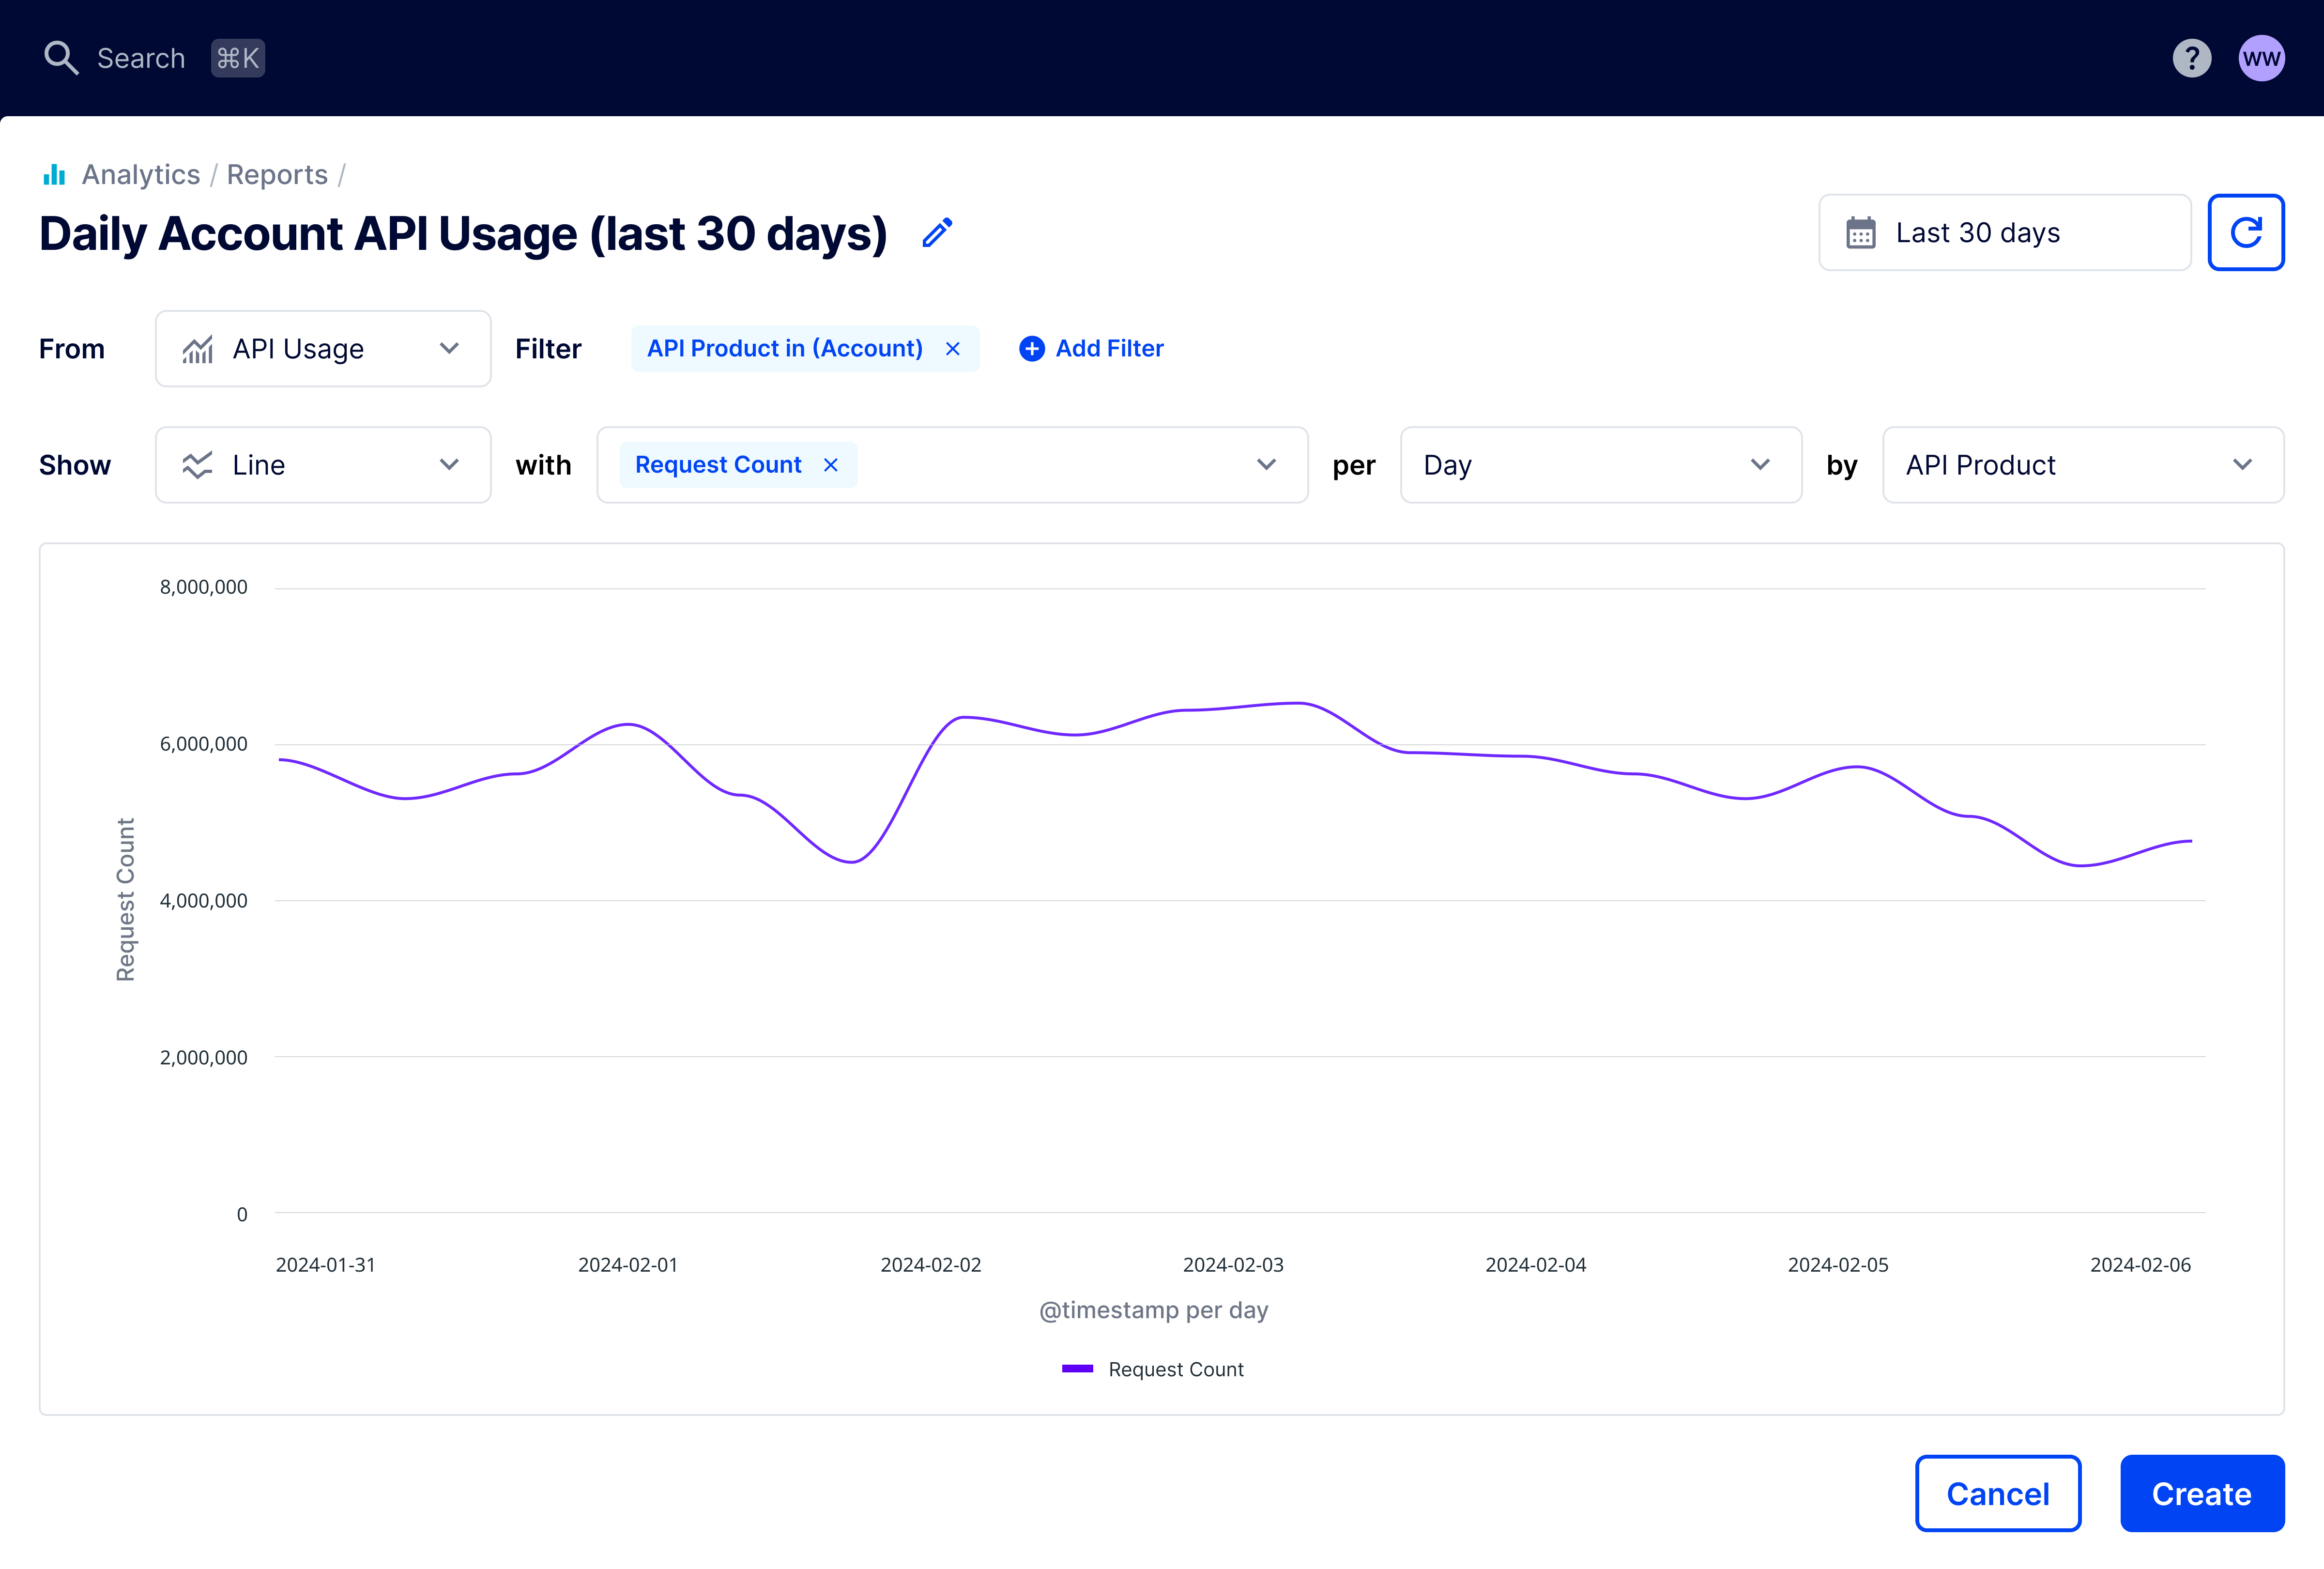 Search ⌘K
? WW
Analytics / Reports /
Daily Account API Usage (last 30 days)
Last 30 days
From API Usage Filter API Product in (Account) × Add Filter
Show Line with Request Count × per Day by API Product
8,000,000
6,000,000
4,000,000
2,000,000
0
Request Count
2024-01-31 2024-02-01 2024-02-02 2024-02-03 2024-02-04 2024-02-05 2024-02-06
@timestamp per day
Request Count
Cancel Create